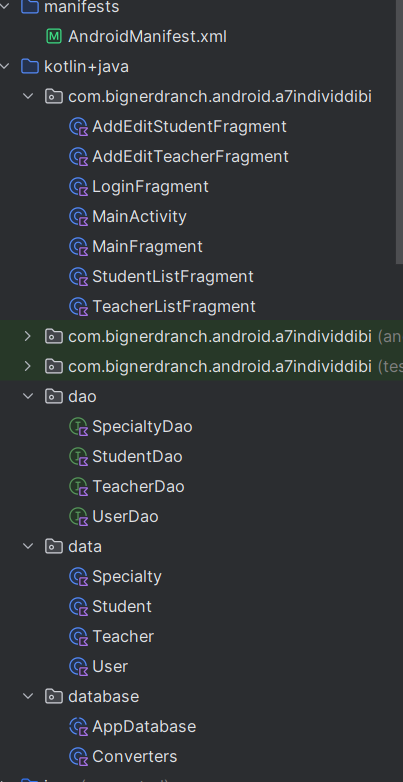 manifests
AndroidManifest.xml
kotlin+java
com.bignerdranch.android.a7individdibi
AddEditStudentFragment
AddEditTeacherFragment
LoginFragment
MainActivity
MainFragment
StudentListFragment
TeacherListFragment
com.bignerdranch.android.a7individdibi (an
com.bignerdranch.android.a7individdibi (tes
dao
SpecialtyDao
StudentDao
TeacherDao
UserDao
data
Specialty
Student
Teacher
User
database
AppDatabase
Converters